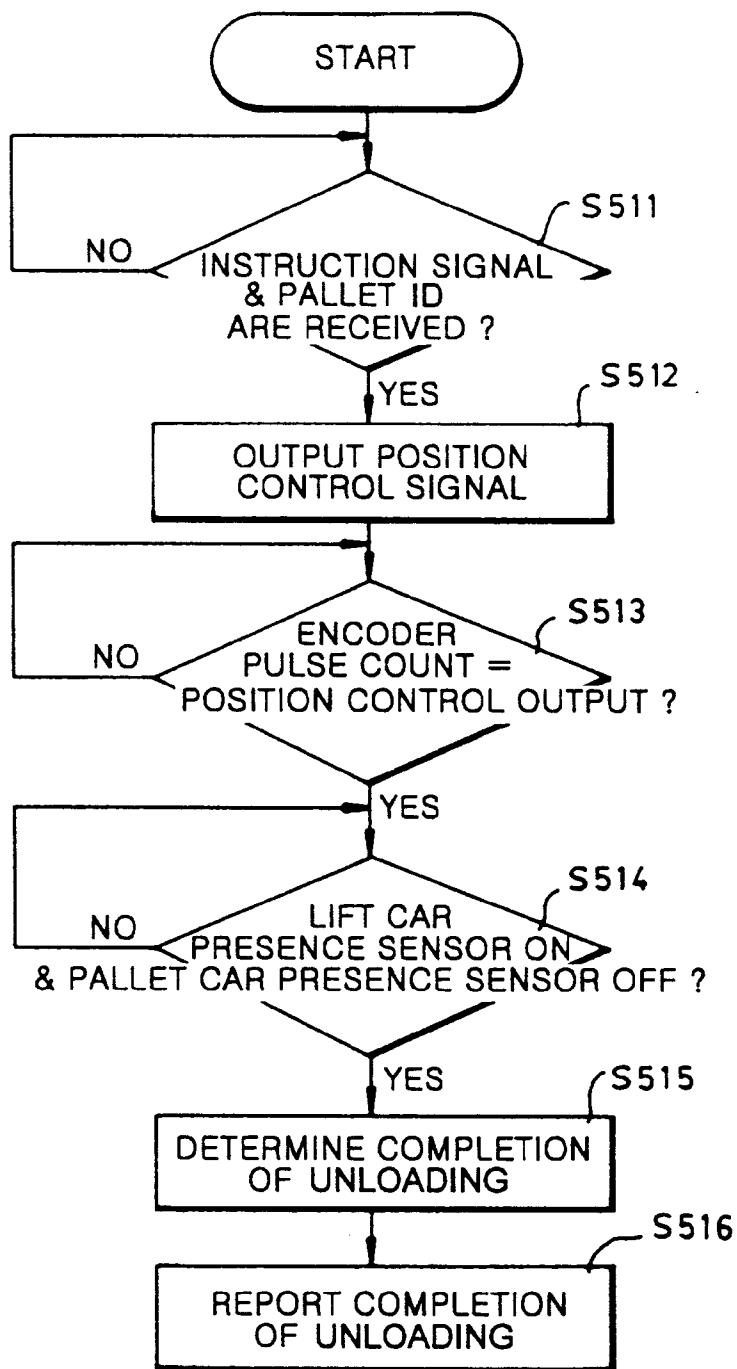 START
S511
NO
INSTRUCTION SIGNAL
& PALLET ID
ARE RECEIVED ?
YES
S512
OUTPUT POSITION
CONTROL SIGNAL
S513
NO
ENCODER
PULSE COUNT =
POSITION CONTROL OUTPUT ?
YES
S514
NO
LIFT CAR
PRESENCE SENSOR ON
& PALLET CAR PRESENCE SENSOR OFF ?
YES
S515
DETERMINE COMPLETION
OF UNLOADING
S516
REPORT COMPLETION
OF UNLOADING